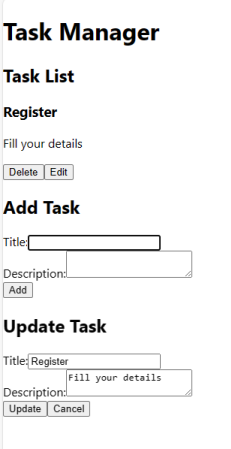 Task Manager
Task List
Register
Fill your details
Delete Edit
Add Task
Title:
Description:
Add
Update Task
Title: Register
Fill your details
Description:
Update Cancel